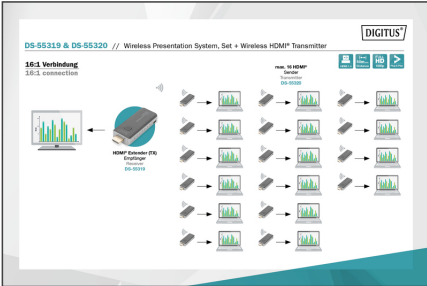 DIGITUS®
DS-55319 & DS-55320 // Wireless Presentation System, Set + Wireless HDMI® Transmitter
16:1 Verbindung
16:1 connection
max. 16 HDMI®
Sender
Transmitter
DS-55320
HD
HDMI® Extender (TX)
Empfänger
Receiver
DS-55319